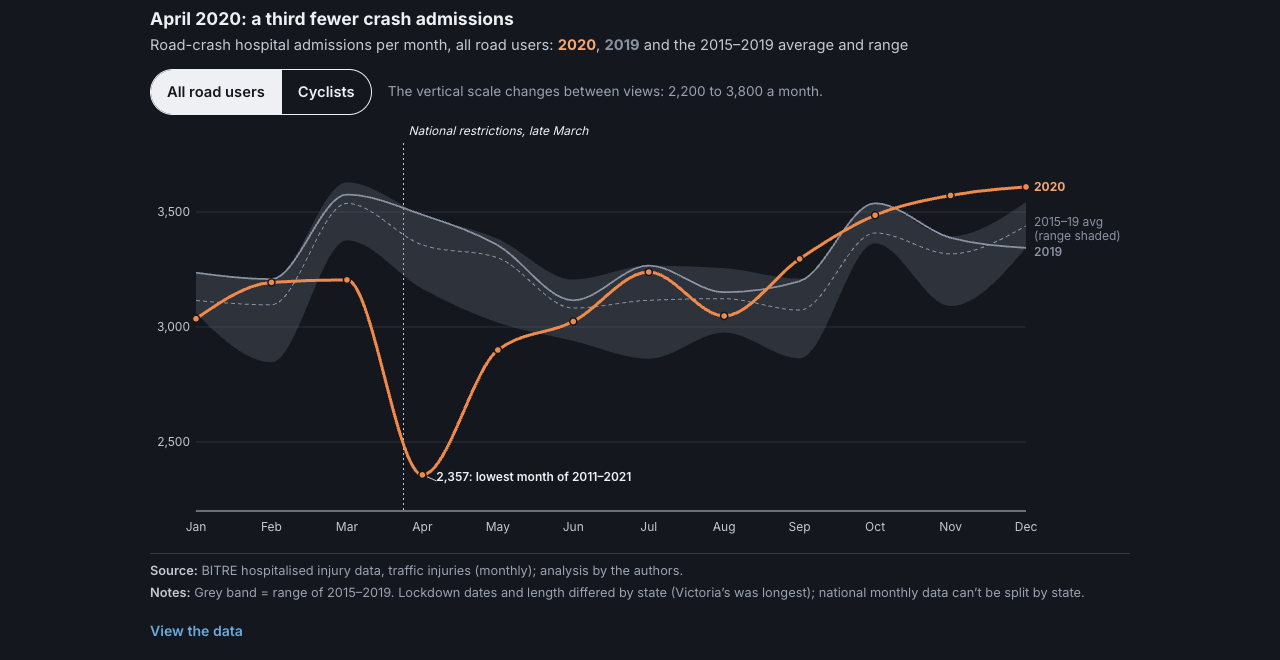 April 2020: a third fewer crash admissions
Road-crash hospital admissions per month, all road users: 2020, 2019 and the 2015–2019 average and range
All road users
Cyclists
The vertical scale changes between views: 2,200 to 3,800 a month.
National restrictions, late March
3,500
3,000
2,500
2020
2015–19 avg
(range shaded)
2019
2,357: lowest month of 2011–2021
Jan Feb Mar Apr May Jun Jul Aug Sep Oct Nov Dec
Source: BITRE hospitalised injury data, traffic injuries (monthly); analysis by the authors.
Notes: Grey band = range of 2015–2019. Lockdown dates and length differed by state (Victoria’s was longest); national monthly data can’t be split by state.
View the data